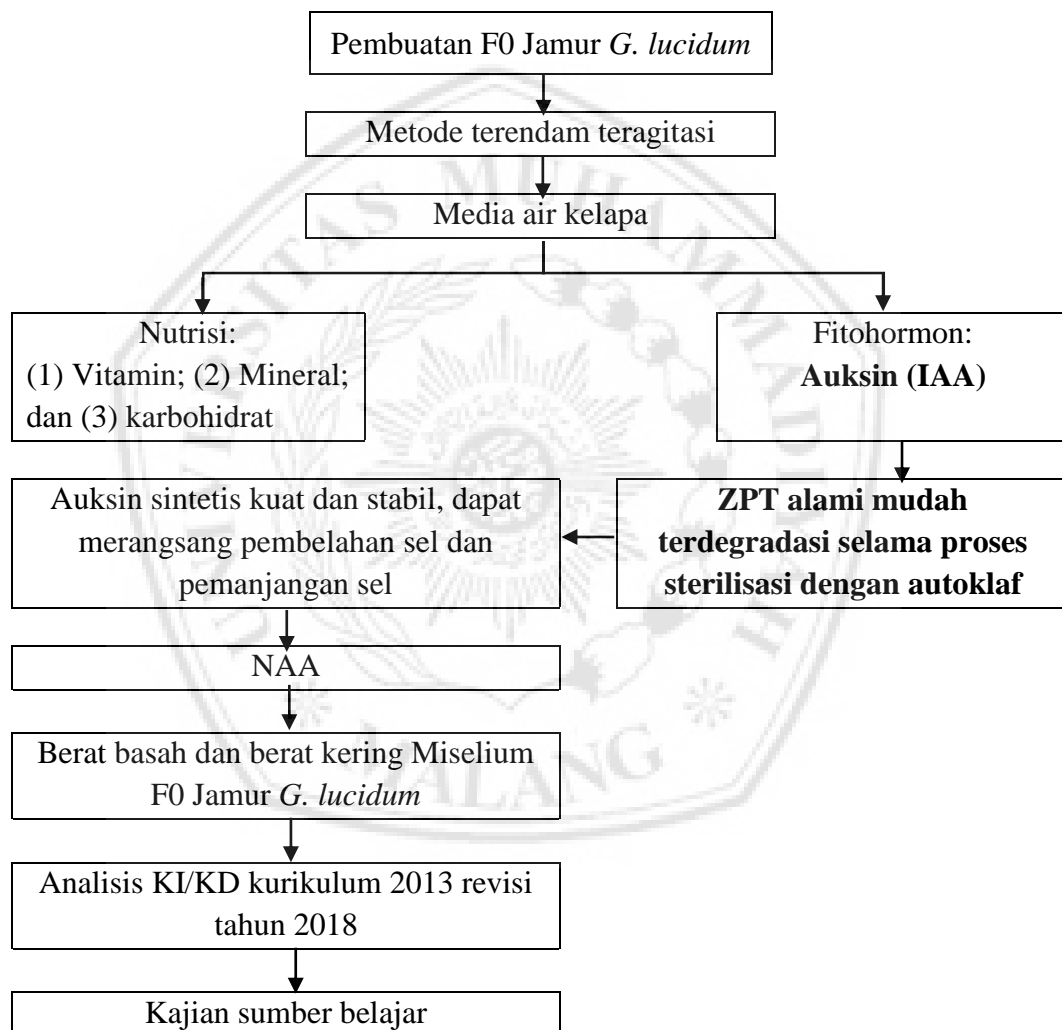 Pembuatan F0 Jamur G. lucidum
Metode terendam teragitasi
Media air kelapa
Nutrisi:
(1) Vitamin; (2) Mineral;
dan (3) karbohidrat
Fitohormon:
Auksin (IAA)
ZPT alami mudah
terdegradasi selama proses
sterilisasi dengan autoklaf
Auksin sintetis kuat dan stabil, dapat
merangsang pembelahan sel dan
pemanjangan sel
NAA
Berat basah dan berat kering Miselium
F0 Jamur G. lucidum
Analisis KI/KD kurikulum 2013 revisi
tahun 2018
Kajian sumber belajar
UNIVERSITAS MUHAMMADIYAH
MALANG